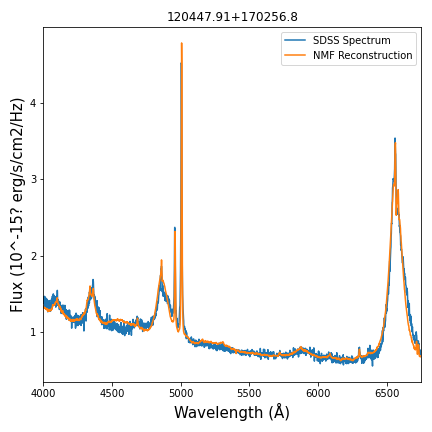 120447.91+170256.8
SDSS Spectrum
NMF Reconstruction
Flux (10^-15? erg/s/cm2/Hz)
4
3
2
1
4000 4500 5000 5500 6000 6500
Wavelength (Å)